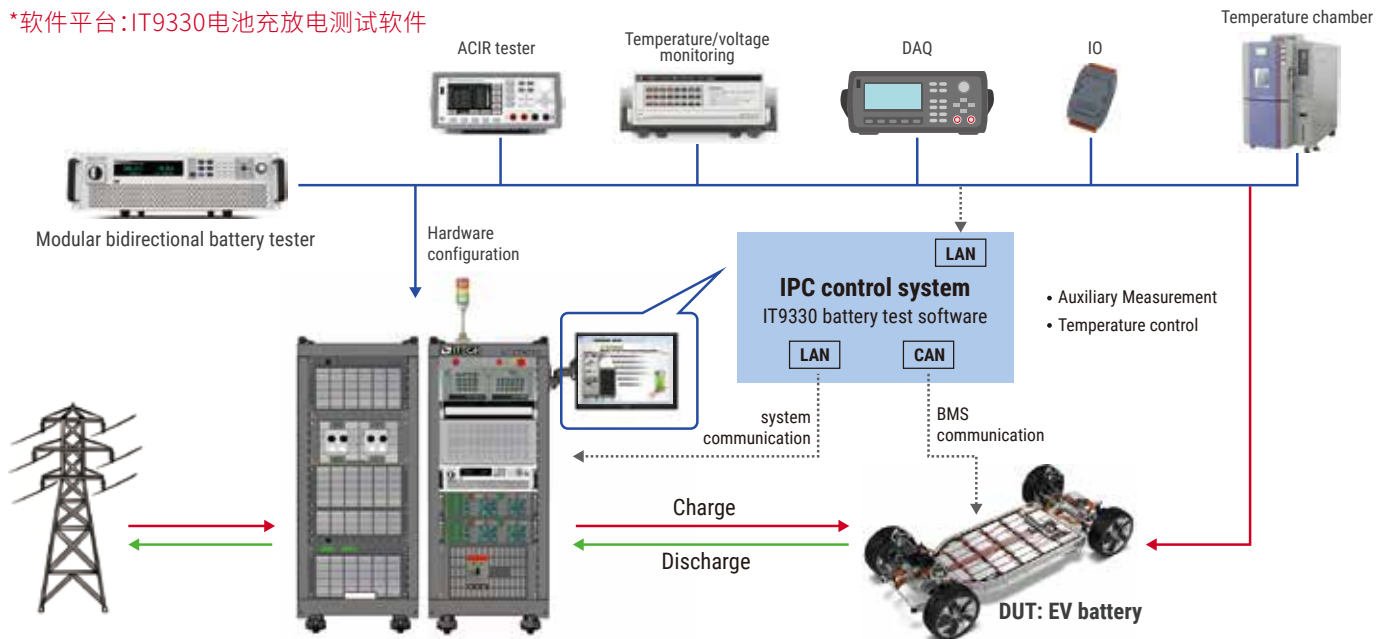 *软件平台：IT9330电池充放电测试软件
Temperature chamber
ACIR tester
Temperature/voltage
monitoring
DAQ
IO
Modular bidirectional battery tester
Hardware
configuration
LAN
IPC control system
IT9330 battery test software
LAN
CAN
• Auxiliary Measurement
• Temperature control
ITECH
system
communication
BMS
communication
Charge
Discharge
DUT: EV battery